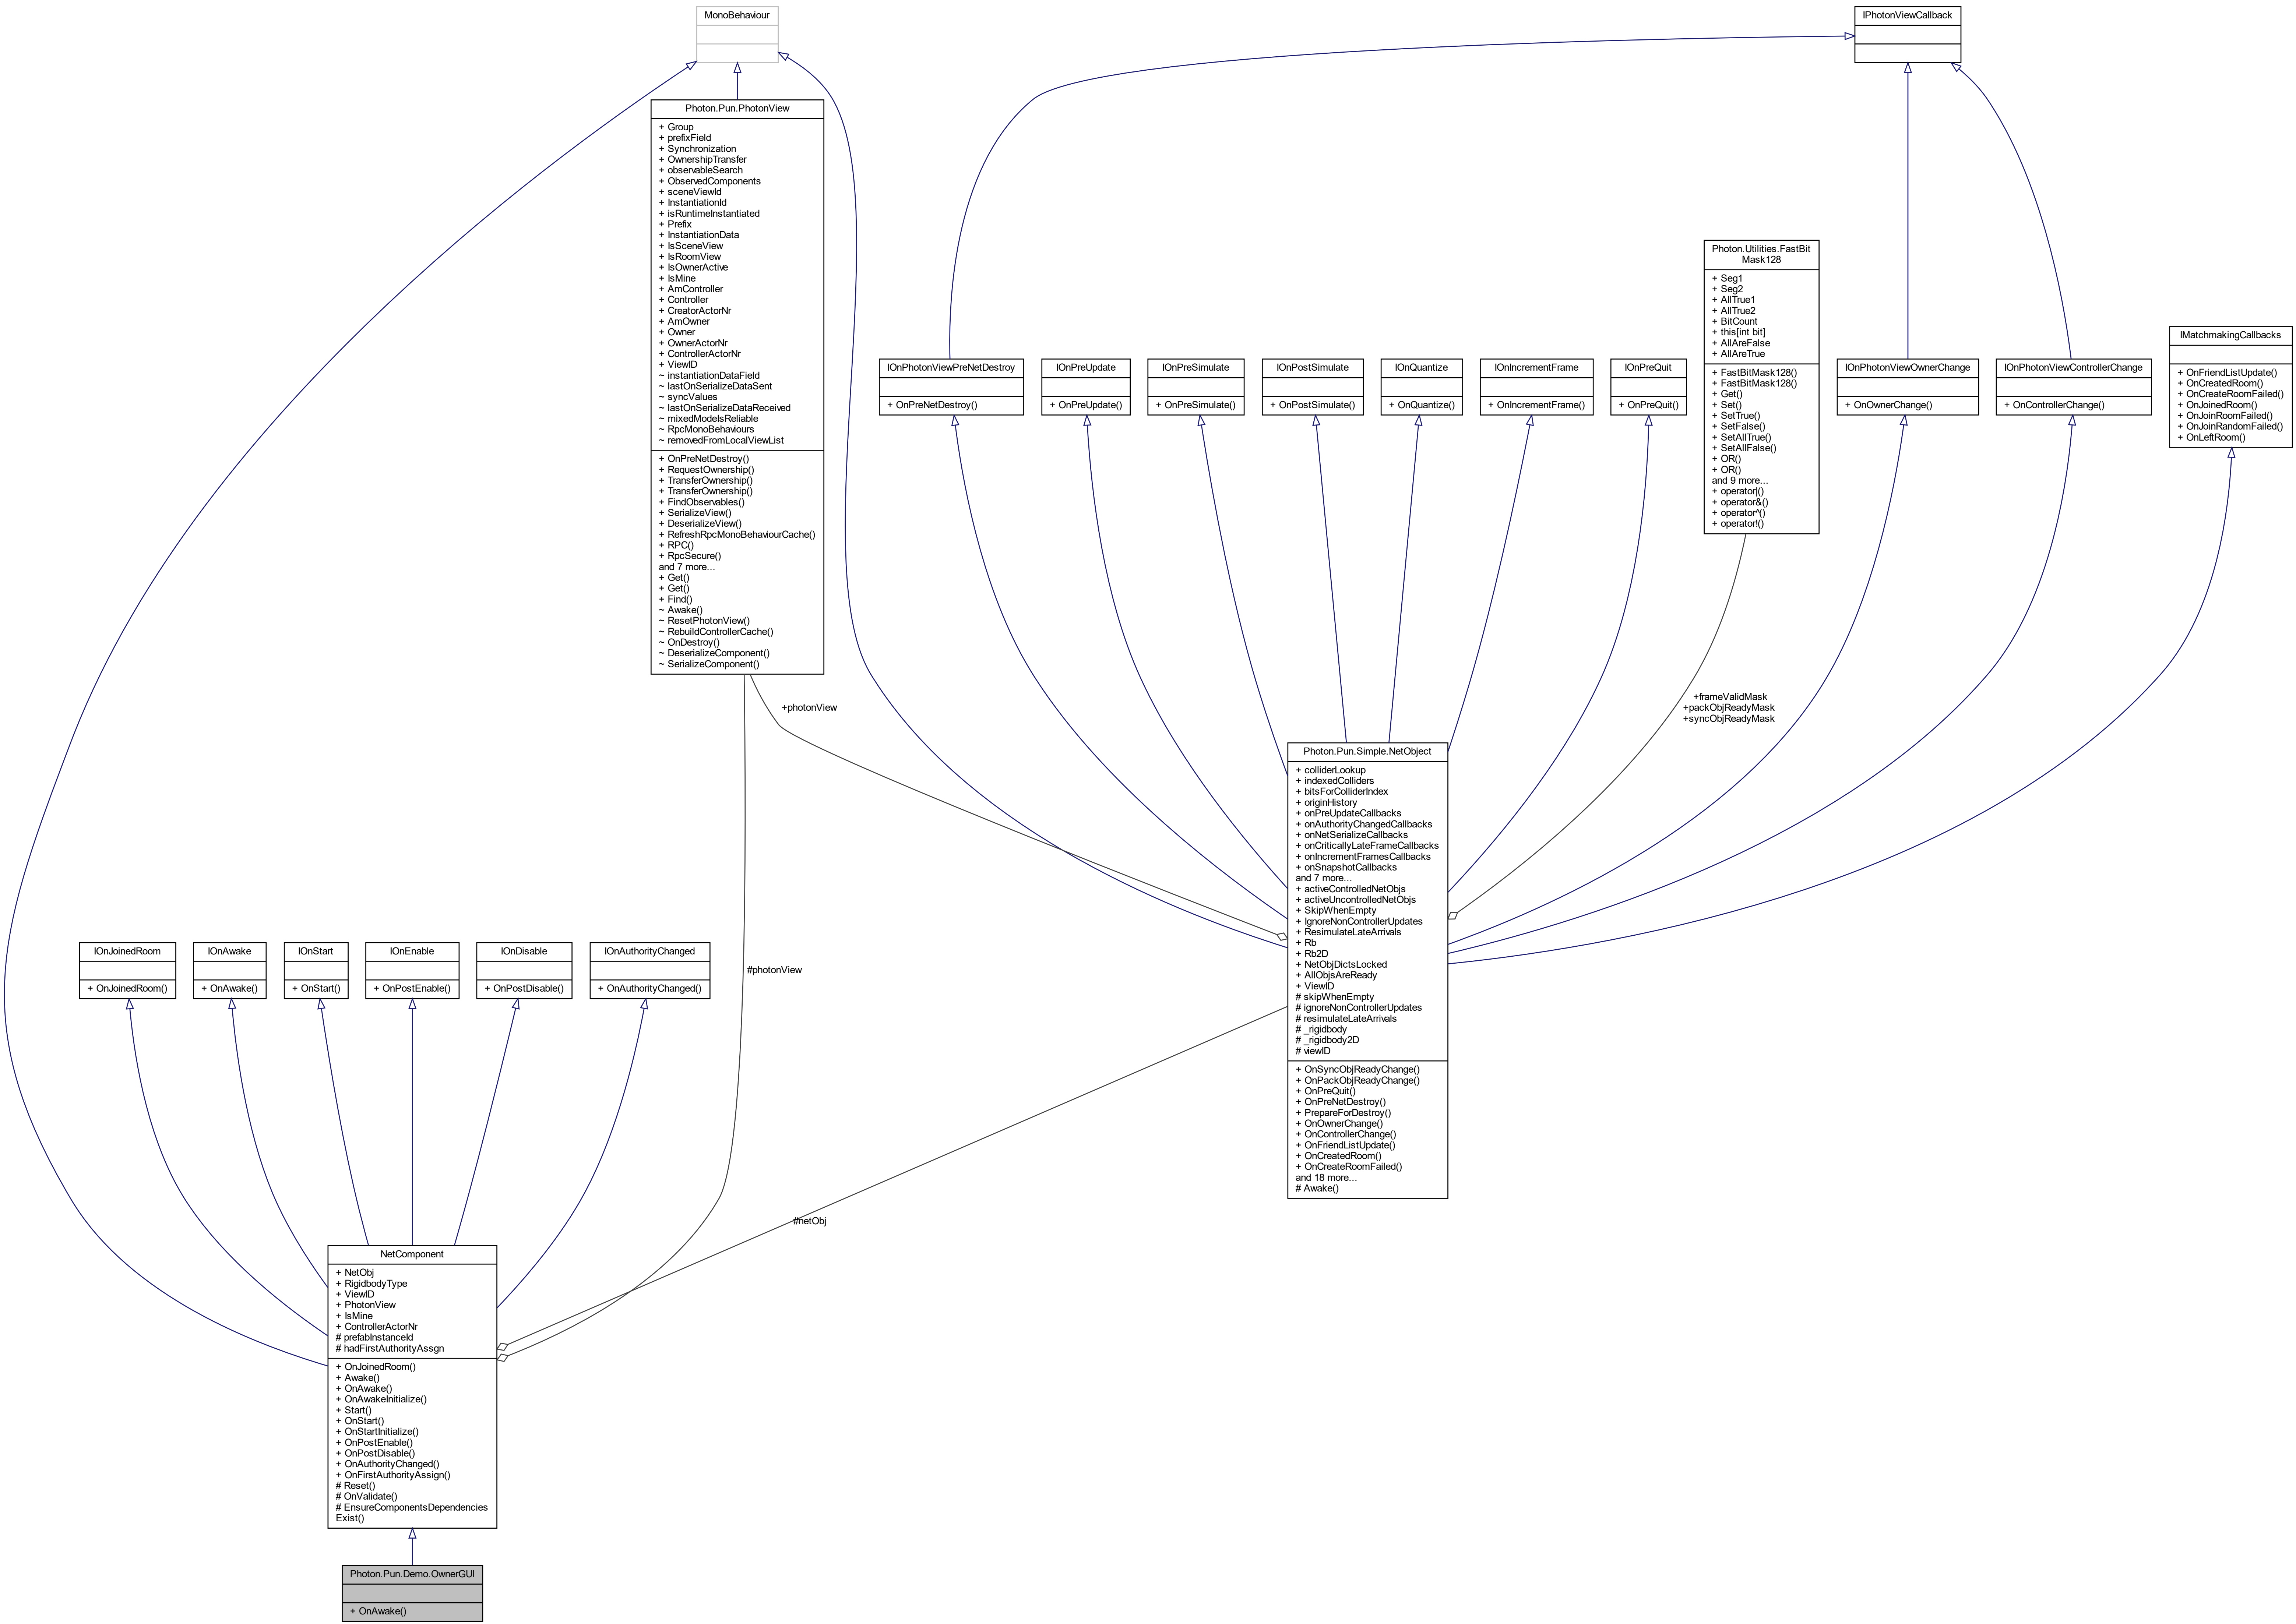 MonoBehaviour
IPhotonViewCallback
Photon.Pun.PhotonView
+ Group
+ prefixField
+ Synchronization
+ OwnershipTransfer
+ observableSearch
+ ObservedComponents
+ sceneViewId
+ InstantiationId
+ isRuntimeInstantiated
+ Prefix
+ InstantiationData
+ IsSceneView
+ IsRoomView
+ IsOwnerActive
+ IsMine
+ AmController
+ Controller
+ CreatorActorNr
+ AmOwner
+ Owner
+ OwnerActorNr
+ ControllerActorNr
+ ViewID
~ instantiationDataField
~ lastOnSerializeDataSent
~ syncValues
~ lastOnSerializeDataReceived
~ mixedModeIsReliable
~ RpcMonoBehaviours
~ removedFromLocalViewList
+ OnPreNetDestroy()
+ RequestOwnership()
+ TransferOwnership()
+ TransferOwnership()
+ FindObservables()
+ SerializeView()
+ DeserializeView()
+ RefreshRpcMonoBehaviourCache()
+ RPC()
+ RpcSecure()
and 7 more...
+ Get()
+ Get()
+ Find()
~ Awake()
~ ResetPhotonView()
~ RebuildControllerCache()
~ OnDestroy()
~ DeserializeComponent()
~ SerializeComponent()
Photon.Utilities.FastBit
Mask128
+ Seg1
+ Seg2
+ AllTrue1
+ AllTrue2
+ BitCount
+ this[int bit]
+ AllAreFalse
+ AllAreTrue
+ FastBitMask128()
+ FastBitMask128()
+ Get()
+ Set()
+ SetTrue()
+ SetFalse()
+ SetAllTrue()
+ SetAllFalse()
+ OR()
+ OR()
and 9 more...
+ operator|()
+ operator&()
+ operator^()
+ operator!()
IMatchmakingCallbacks
+ OnFriendListUpdate()
+ OnCreatedRoom()
+ OnCreateRoomFailed()
+ OnJoinedRoom()
+ OnJoinRoomFailed()
+ OnJoinRandomFailed()
+ OnLeftRoom()
IOnPhotonViewPreNetDestroy
+ OnPreNetDestroy()
IOnPreUpdate
+ OnPreUpdate()
IOnPreSimulate
+ OnPreSimulate()
IOnPostSimulate
+ OnPostSimulate()
IOnQuantize
+ OnQuantize()
IOnIncrementFrame
+ OnIncrementFrame()
IOnPreQuit
+ OnPreQuit()
IOnPhotonViewOwnerChange
+ OnOwnerChange()
IOnPhotonViewControllerChange
+ OnControllerChange()
+photonView
+frameValidMask
+packObjReadyMask
+syncObjReadyMask
Photon.Pun.Simple.NetObject
+ colliderLookup
+ indexedColliders
+ bitsForColliderIndex
+ originHistory
+ onPreUpdateCallbacks
+ onAuthorityChangedCallbacks
+ onNetSerializeCallbacks
+ onCriticallyLateFrameCallbacks
+ onIncrementFramesCallbacks
+ onSnapshotCallbacks
and 7 more...
+ activeControlledNetObjs
+ activeUncontrolledNetObjs
+ SkipWhenEmpty
+ IgnoreNonControllerUpdates
+ ResimulateLateArrivals
+ Rb
+ Rb2D
+ NetObjDictsLocked
+ AllObjsAreReady
+ ViewID
# skipWhenEmpty
# ignoreNonControllerUpdates
# resimulateLateArrivals
# _rigidbody
# _rigidbody2D
# viewID
+ OnSyncObjReadyChange()
+ OnPackObjReadyChange()
+ OnPreQuit()
+ OnPreNetDestroy()
+ PrepareForDestroy()
+ OnOwnerChange()
+ OnControllerChange()
+ OnFriendListUpdate()
+ OnCreatedRoom()
+ OnCreateRoomFailed()
and 18 more...
# Awake()
IOnJoinedRoom
+ OnJoinedRoom()
IOnAwake
+ OnAwake()
IOnStart
+ OnStart()
IOnEnable
+ OnPostEnable()
IOnDisable
+ OnPostDisable()
IOnAuthorityChanged
+ OnAuthorityChanged()
#photonView
#netObj
NetComponent
+ NetObj
+ RigidbodyType
+ ViewID
+ PhotonView
+ IsMine
+ ControllerActorNr
# prefabInstanceId
# hadFirstAuthorityAssgn
+ OnJoinedRoom()
+ Awake()
+ OnAwake()
+ OnAwakeInitialize()
+ Start()
+ OnStart()
+ OnStartInitialize()
+ OnPostEnable()
+ OnPostDisable()
+ OnAuthorityChanged()
+ OnFirstAuthorityAssign()
# Reset()
# OnValidate()
# EnsureComponentsDependencies
Exist()
Photon.Pun.Demo.OwnerGUI
+ OnAwake()